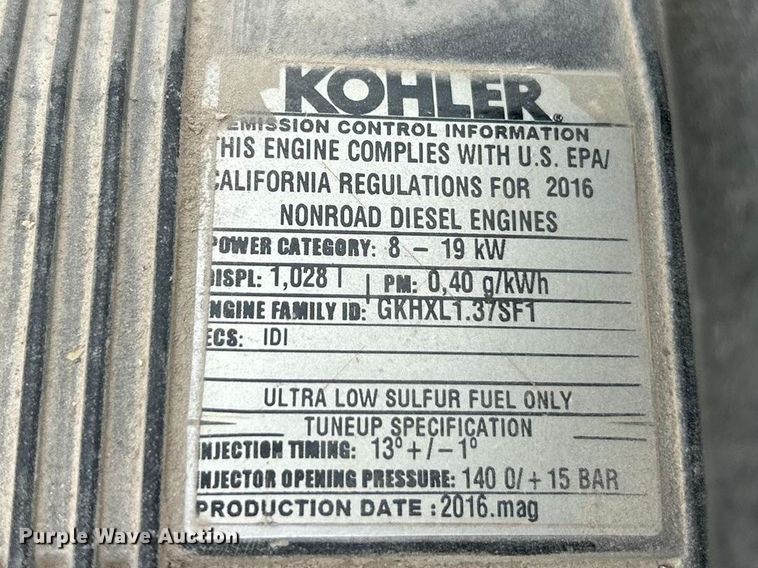 KOHLER®
EMISSION CONTROL INFORMATION
THIS ENGINE COMPLIES WITH U.S. EPA/
CALIFORNIA REGULATIONS FOR 2016
NONROAD DIESEL ENGINES
POWER CATEGORY: 8 - 19 kW
DISPL: 1,028 l | PM: 0,40 g/kWh
ENGINE FAMILY ID: GKHXL1.37SF1
ECS: IDI
ULTRA LOW SULFUR FUEL ONLY
TUNEUP SPECIFICATION
INJECTION TIMING: 13º+/-1º
INJECTOR OPENING PRESSURE: 140 0/+15 BAR
PRODUCTION DATE : 2016.mag
Purple Wave Auction